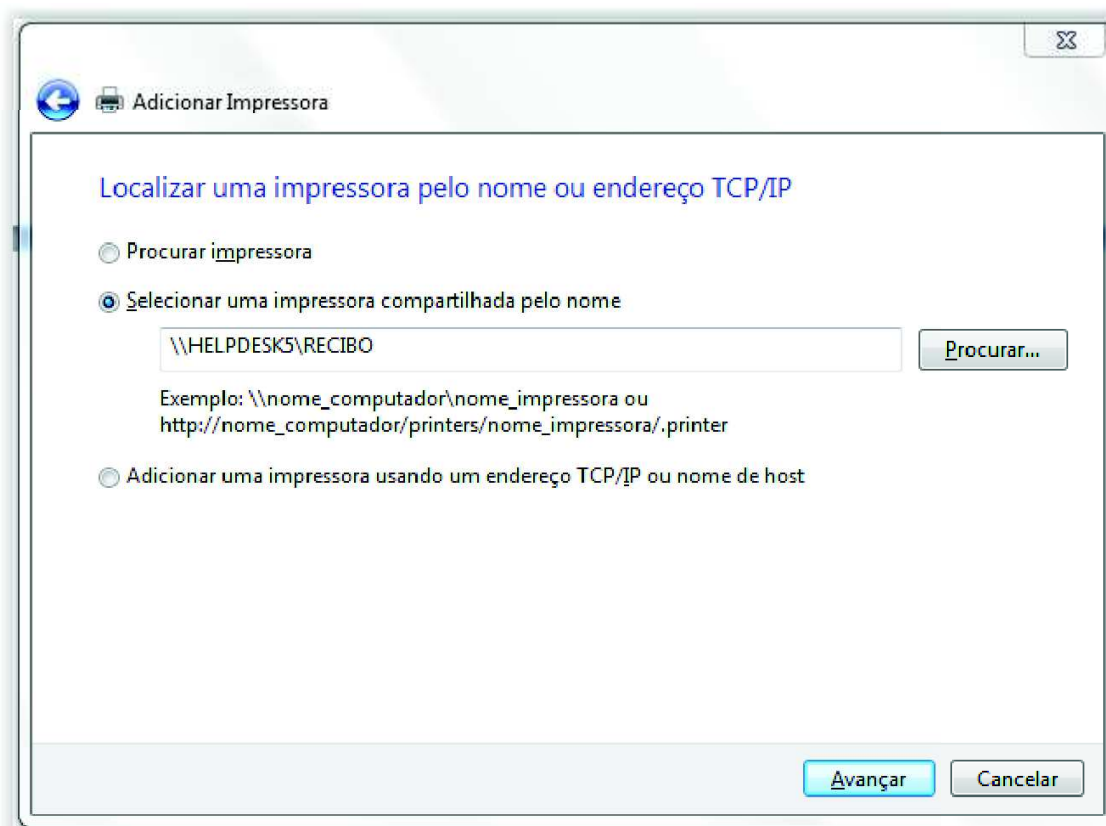 Adicionar Impressora
Localizar uma impressora pelo nome ou endereço TCP/IP
Procurar impressora
Selecionar uma impressora compartilhada pelo nome
\\HELPDESK5\RECIBO
Procurar...
Exemplo: \\nome_computador\nome_impressora ou
http://nome_computador/printers/nome_impressora/.printer
Adicionar uma impressora usando um endereço TCP/IP ou nome de host
Avançar
Cancelar